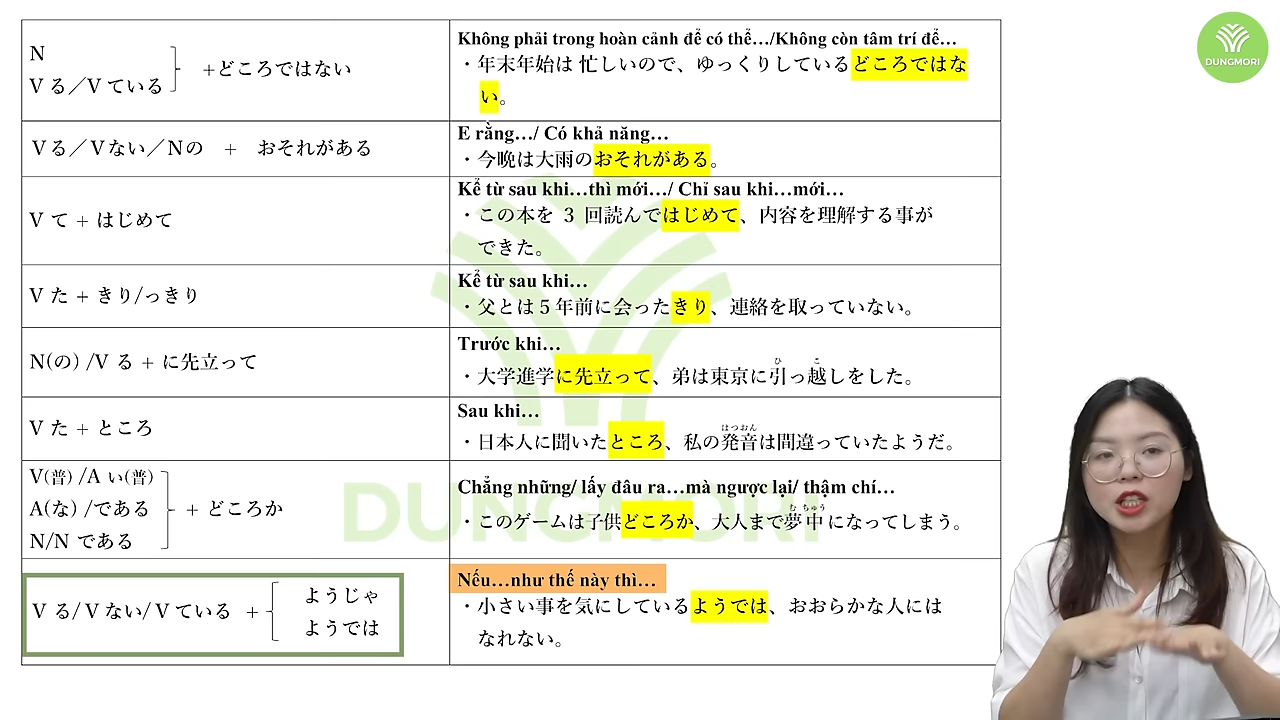 N
V る／V ている
+どころではない
Không phải trong hoàn cảnh để có thể…/Không còn tâm trí để…
・年末年始は 忙しいので、ゆっくりしているどころではな
い。
V る／V ない／N の + おそれがある
E rằng…/ Có khả năng…
・今晩は大雨のおそれがある。
V て + はじめて
Kể từ sau khi…thì mới…/ Chỉ sau khi…mới…
・この本を 3 回読んではじめて、内容を理解する事が
できた。
V た + きり/っきり
Kể từ sau khi…
・父とは５年前に会ったきり、連絡を取っていない。
N(の) /V る + に先立って
Trước khi…
ひ こ
・大学進学に先立って、弟は東京に引っ越しをした。
V た + ところ
Sau khi…
はつおん
・日本人に聞いたところ、私の発音は間違っていたようだ。
V(普) /A い(普)
A(な) /である
N/N である
+ どころか
Chẳng những/ lấy đâu ra…mà ngược lại/ thậm chí…
む ちゅう
・このゲームは子供どころか、大人まで夢中になってしまう。
V る/ V ない/ V ている +
ようじゃ
ようでは
Nếu…như thế này thì…
・小さい事を気にしているようでは、おおらかな人には
なれない。
DUNGMORI
DUNGMORI